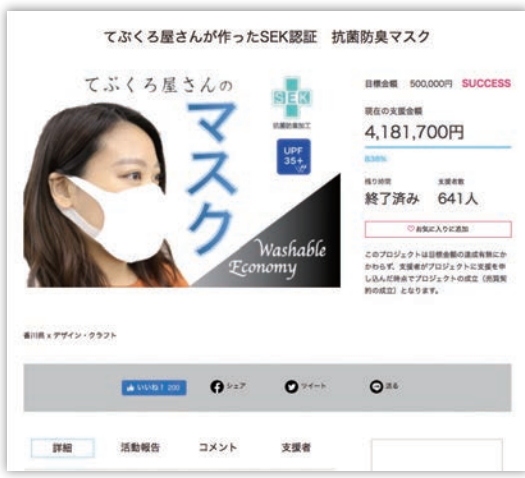 てぶくろ屋さんが作ったSEK認証 抗菌防臭マスク
てぶくろ屋さんの
マスク
SEK
抗菌防臭加工
UPF
35+
Washable
Economy
目標金額 500,000円 SUCCESS
現在の支援金額
4,181,700円
836%
残り時間 支援者数
終了済み 641人
♡お気に入りに追加
このプロジェクトは目標金額の達成有無にか
かわらず、支援者がプロジェクトに支援を申
し込んだ時点でプロジェクトの成立（売買契
約の成立）となります。
香川県 x デザイン・クラフト
いいね！ 200 シェア ツイート 送る
詳細 活動報告 コメント 支援者